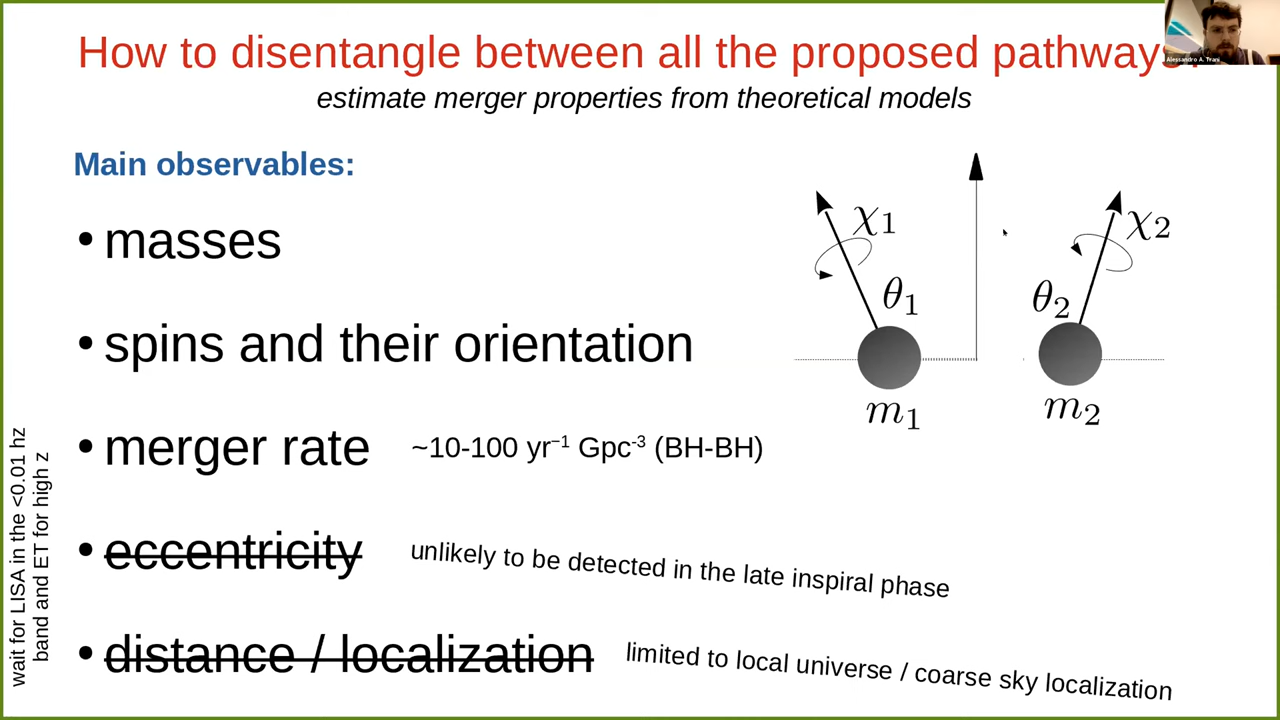 How to disentangle between all the proposed pathways?
Alessandro A. Trani
estimate merger properties from theoretical models
Main observables:
• masses
• spins and their orientation
• merger rate ~10-100 yr⁻¹ Gpc⁻³ (BH-BH)
• eccentricity unlikely to be detected in the late inspiral phase
• distance / localization limited to local universe / coarse sky localization
χ₁
χ₂
θ₁
θ₂
m₁
m₂
wait for LISA in the <0.01 hz
band and ET for high z